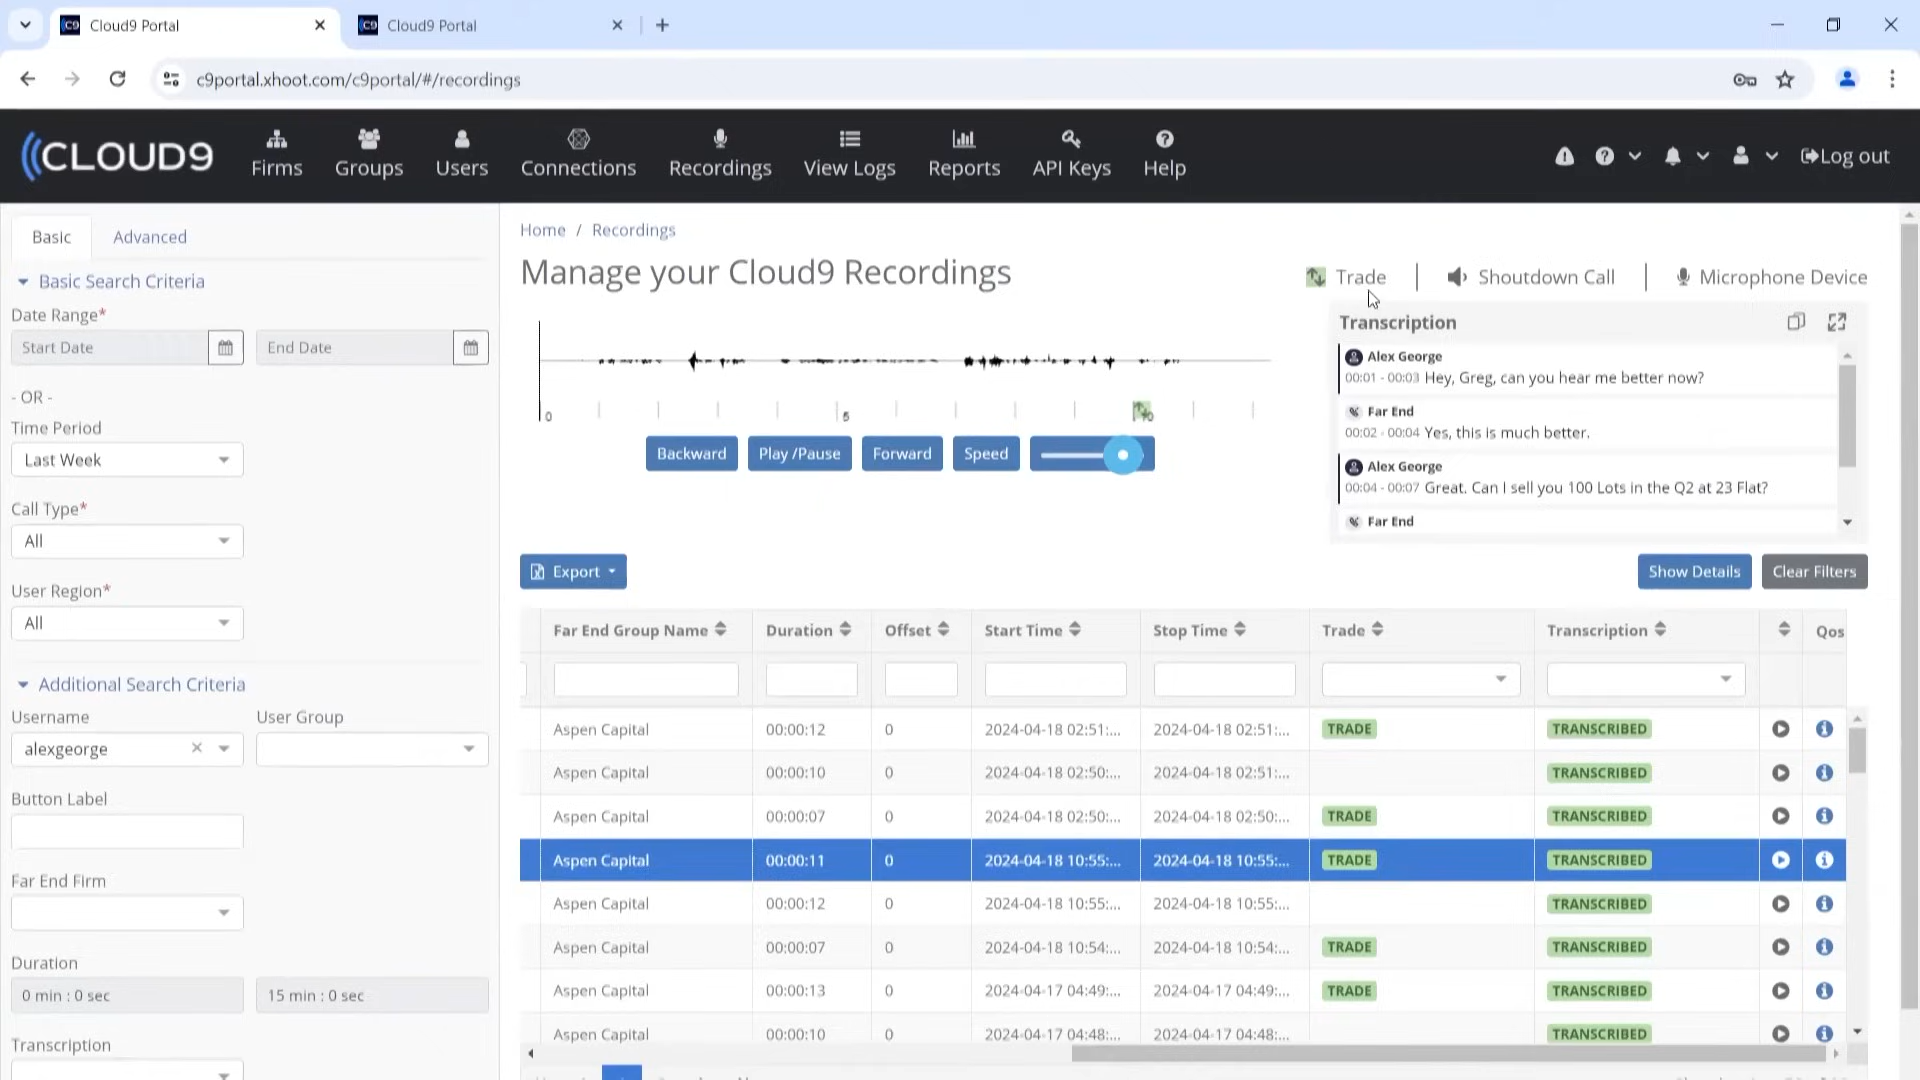 Cloud9 Portal
Cloud9 Portal
c9portal.xhoot.com/c9portal/#/recordings
CLOUD9
Firms
Groups
Users
Connections
Recordings
View Logs
Reports
API Keys
Help
Log out
Basic
Advanced
Basic Search Criteria
Date Range*
Start Date
End Date
- OR -
Time Period
Last Week
Call Type*
All
User Region*
All
Additional Search Criteria
Username
User Group
alexgeorge
Button Label
Far End Firm
Duration
0 min : 0 sec
15 min : 0 sec
Transcription
Home / Recordings
Manage your Cloud9 Recordings
Trade
Shoutdown Call
Microphone Device
0
5
Backward
Play /Pause
Forward
Speed
Transcription
Alex George
00:01 - 00:03 Hey, Greg, can you hear me better now?
Far End
00:02 - 00:04 Yes, this is much better.
Alex George
00:04 - 00:07 Great. Can I sell you 100 Lots in the Q2 at 23 Flat?
Far End
Export
Show Details
Clear Filters
Far End Group Name Duration Offset Start Time Stop Time Trade Transcription Qos
Aspen Capital 00:00:12 0 2024-04-18 02:51:... 2024-04-18 02:51:... TRADE TRANSCRIBED
Aspen Capital 00:00:10 0 2024-04-18 02:50:... 2024-04-18 02:51:... TRANSCRIBED
Aspen Capital 00:00:07 0 2024-04-18 02:50:... 2024-04-18 02:50:... TRADE TRANSCRIBED
Aspen Capital 00:00:11 0 2024-04-18 10:55:... 2024-04-18 10:55:... TRADE TRANSCRIBED
Aspen Capital 00:00:12 0 2024-04-18 10:55:... 2024-04-18 10:55:... TRANSCRIBED
Aspen Capital 00:00:07 0 2024-04-18 10:54:... 2024-04-18 10:54:... TRADE TRANSCRIBED
Aspen Capital 00:00:13 0 2024-04-17 04:49:... 2024-04-17 04:49:... TRADE TRANSCRIBED
Aspen Capital 00:00:10 0 2024-04-17 04:48:... 2024-04-17 04:48:... TRANSCRIBED